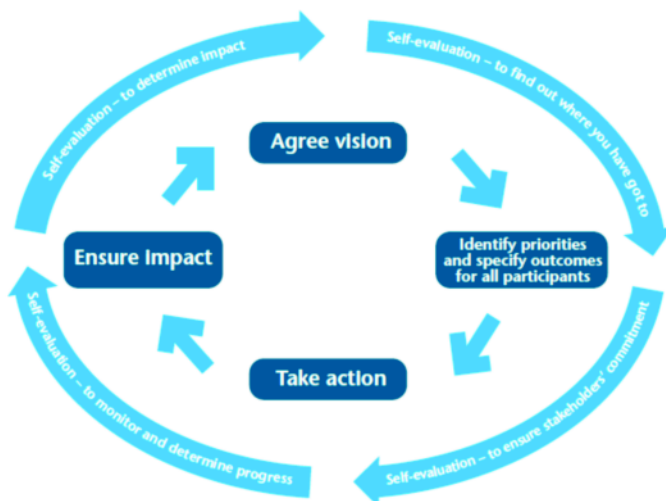 Self-evaluation – to determine impact
Self-evaluation – to find out where you have got to
Agree vision
Ensure impact
Identify priorities
and specify outcomes
for all participants
Take action
Self-evaluation – to monitor and determine progress
Self-evaluation – to ensure stakeholders' commitment